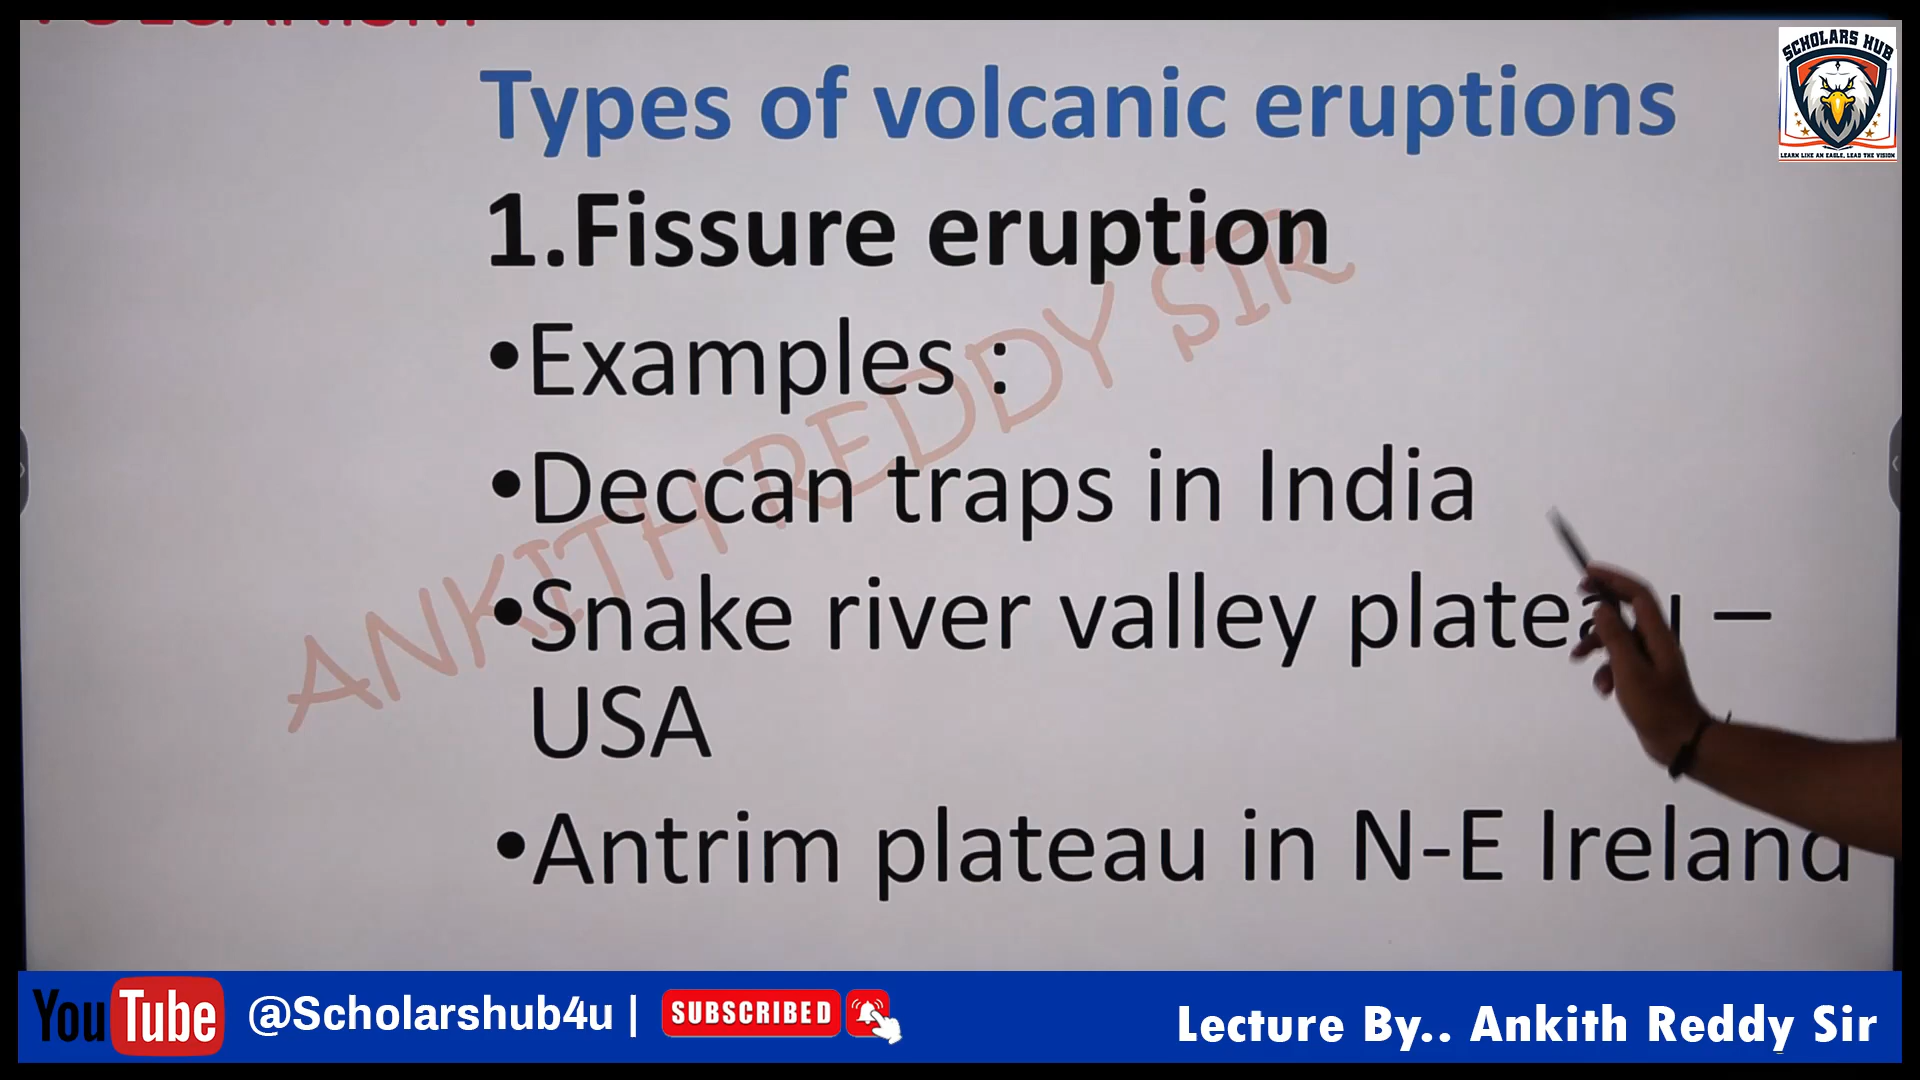 VOLCANISM
Types of volcanic eruptions
1.Fissure eruption
•Examples :
•Deccan traps in India
•Snake river valley plateau –
USA
•Antrim plateau in N-E Ireland
ANKITH REDDY SIR
SCHOLARS HUB
LEARN LIKE AN EAGLE, LEAD THE VISION
YouTube @Scholarshub4u | SUBSCRIBED
Lecture By.. Ankith Reddy Sir